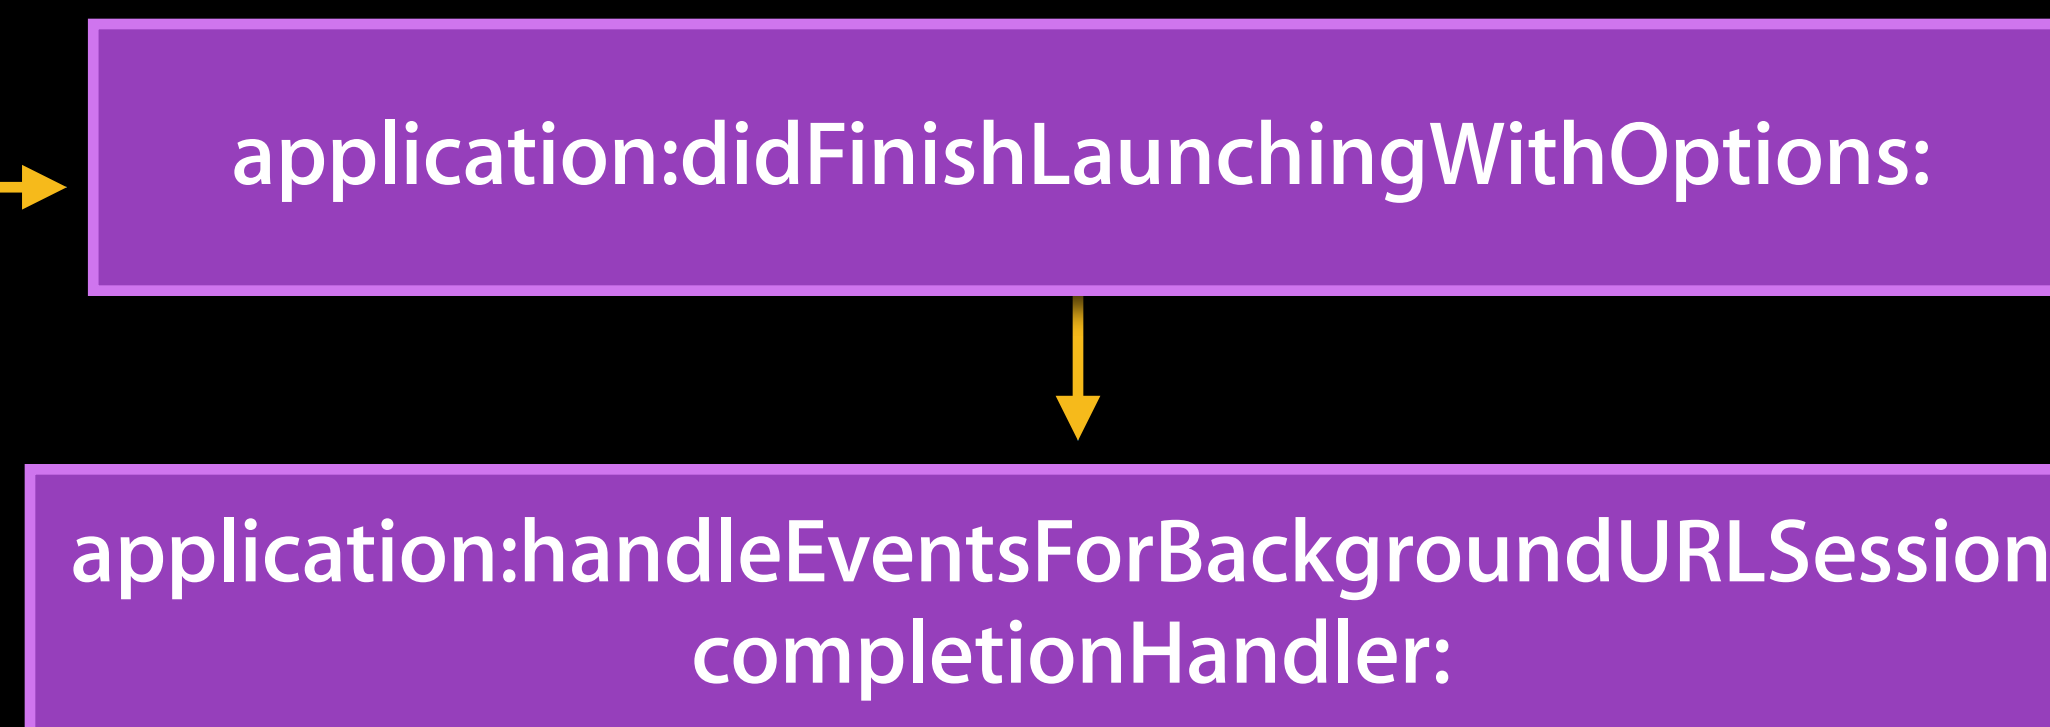 application:didFinishLaunchingWithOptions:
application:handleEventsForBackgroundURLSession
completionHandler: